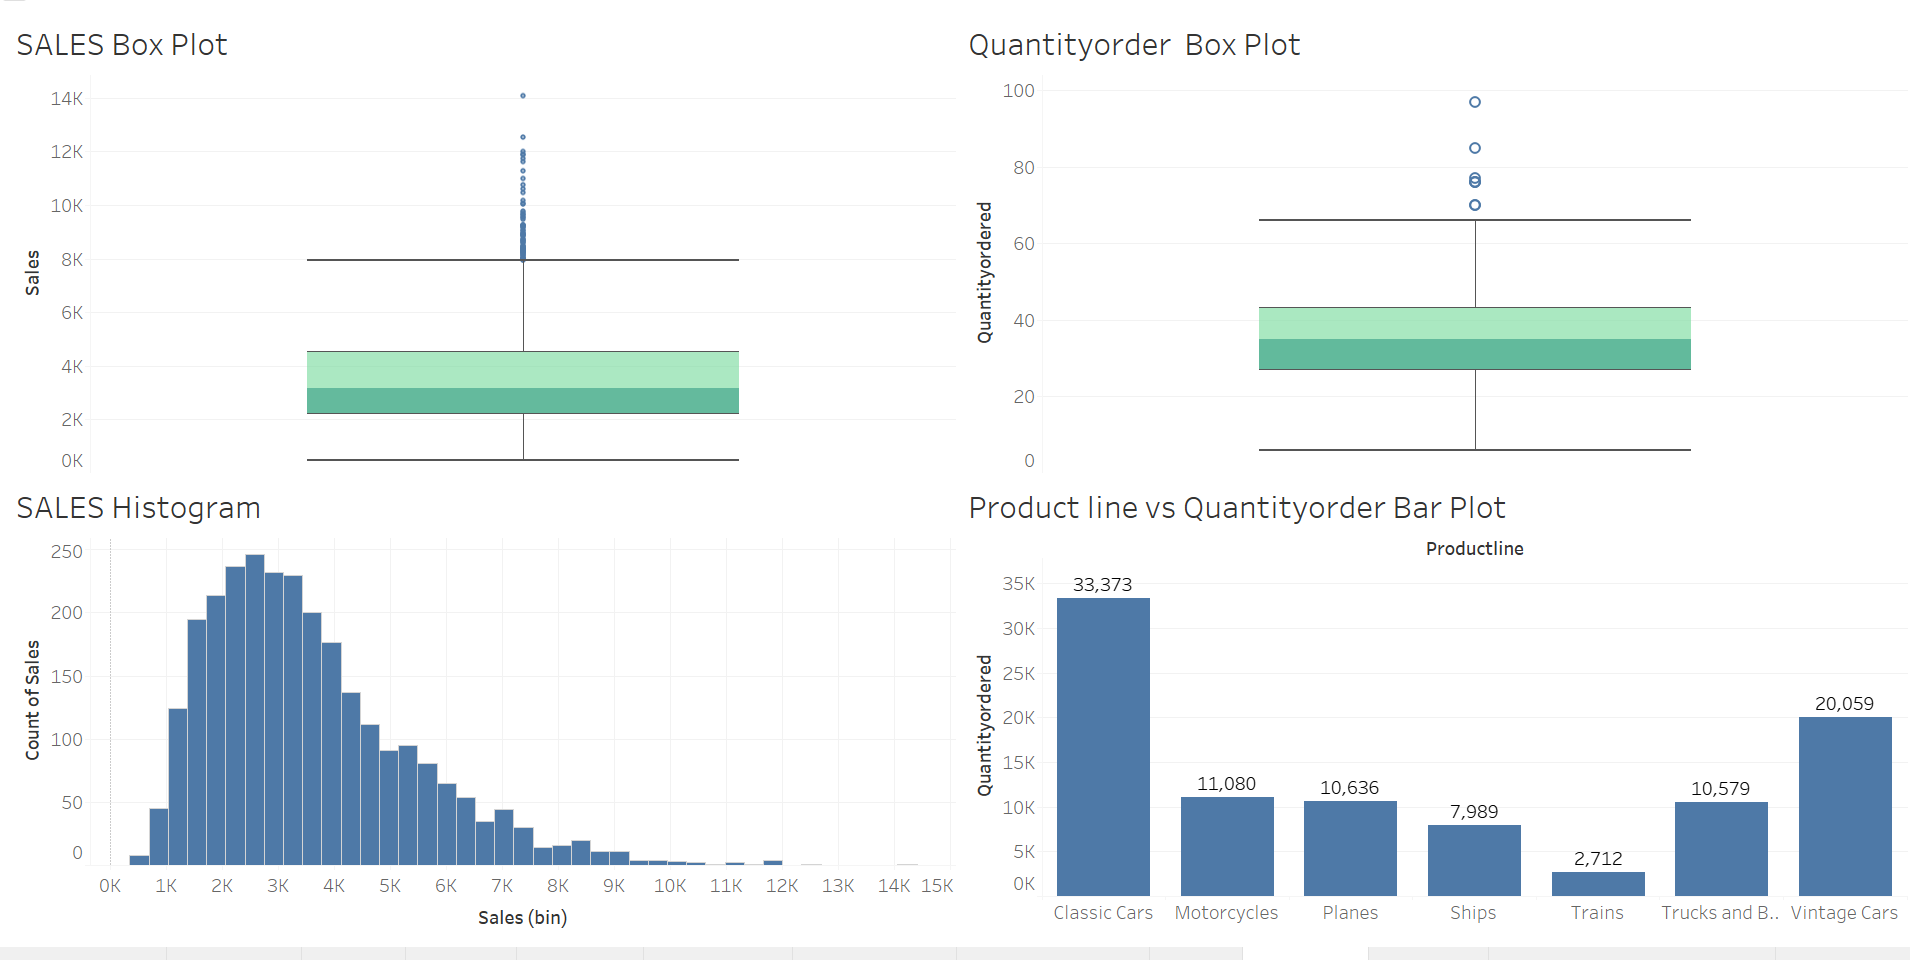 SALES Box Plot
Sales
14K
12K
10K
8K
6K
4K
2K
0K
Quantityorder  Box Plot
Quantityordered
100
80
60
40
20
0
SALES Histogram
Count of Sales
250
200
150
100
50
0
0K 1K 2K 3K 4K 5K 6K 7K 8K 9K 10K 11K 12K 13K 14K 15K
Sales (bin)
Product line vs Quantityorder Bar Plot
Productline
Quantityordered
35K
30K
25K
20K
15K
10K
5K
0K
33,373
11,080
10,636
7,989
2,712
10,579
20,059
Classic Cars Motorcycles Planes Ships Trains Trucks and B.. Vintage Cars